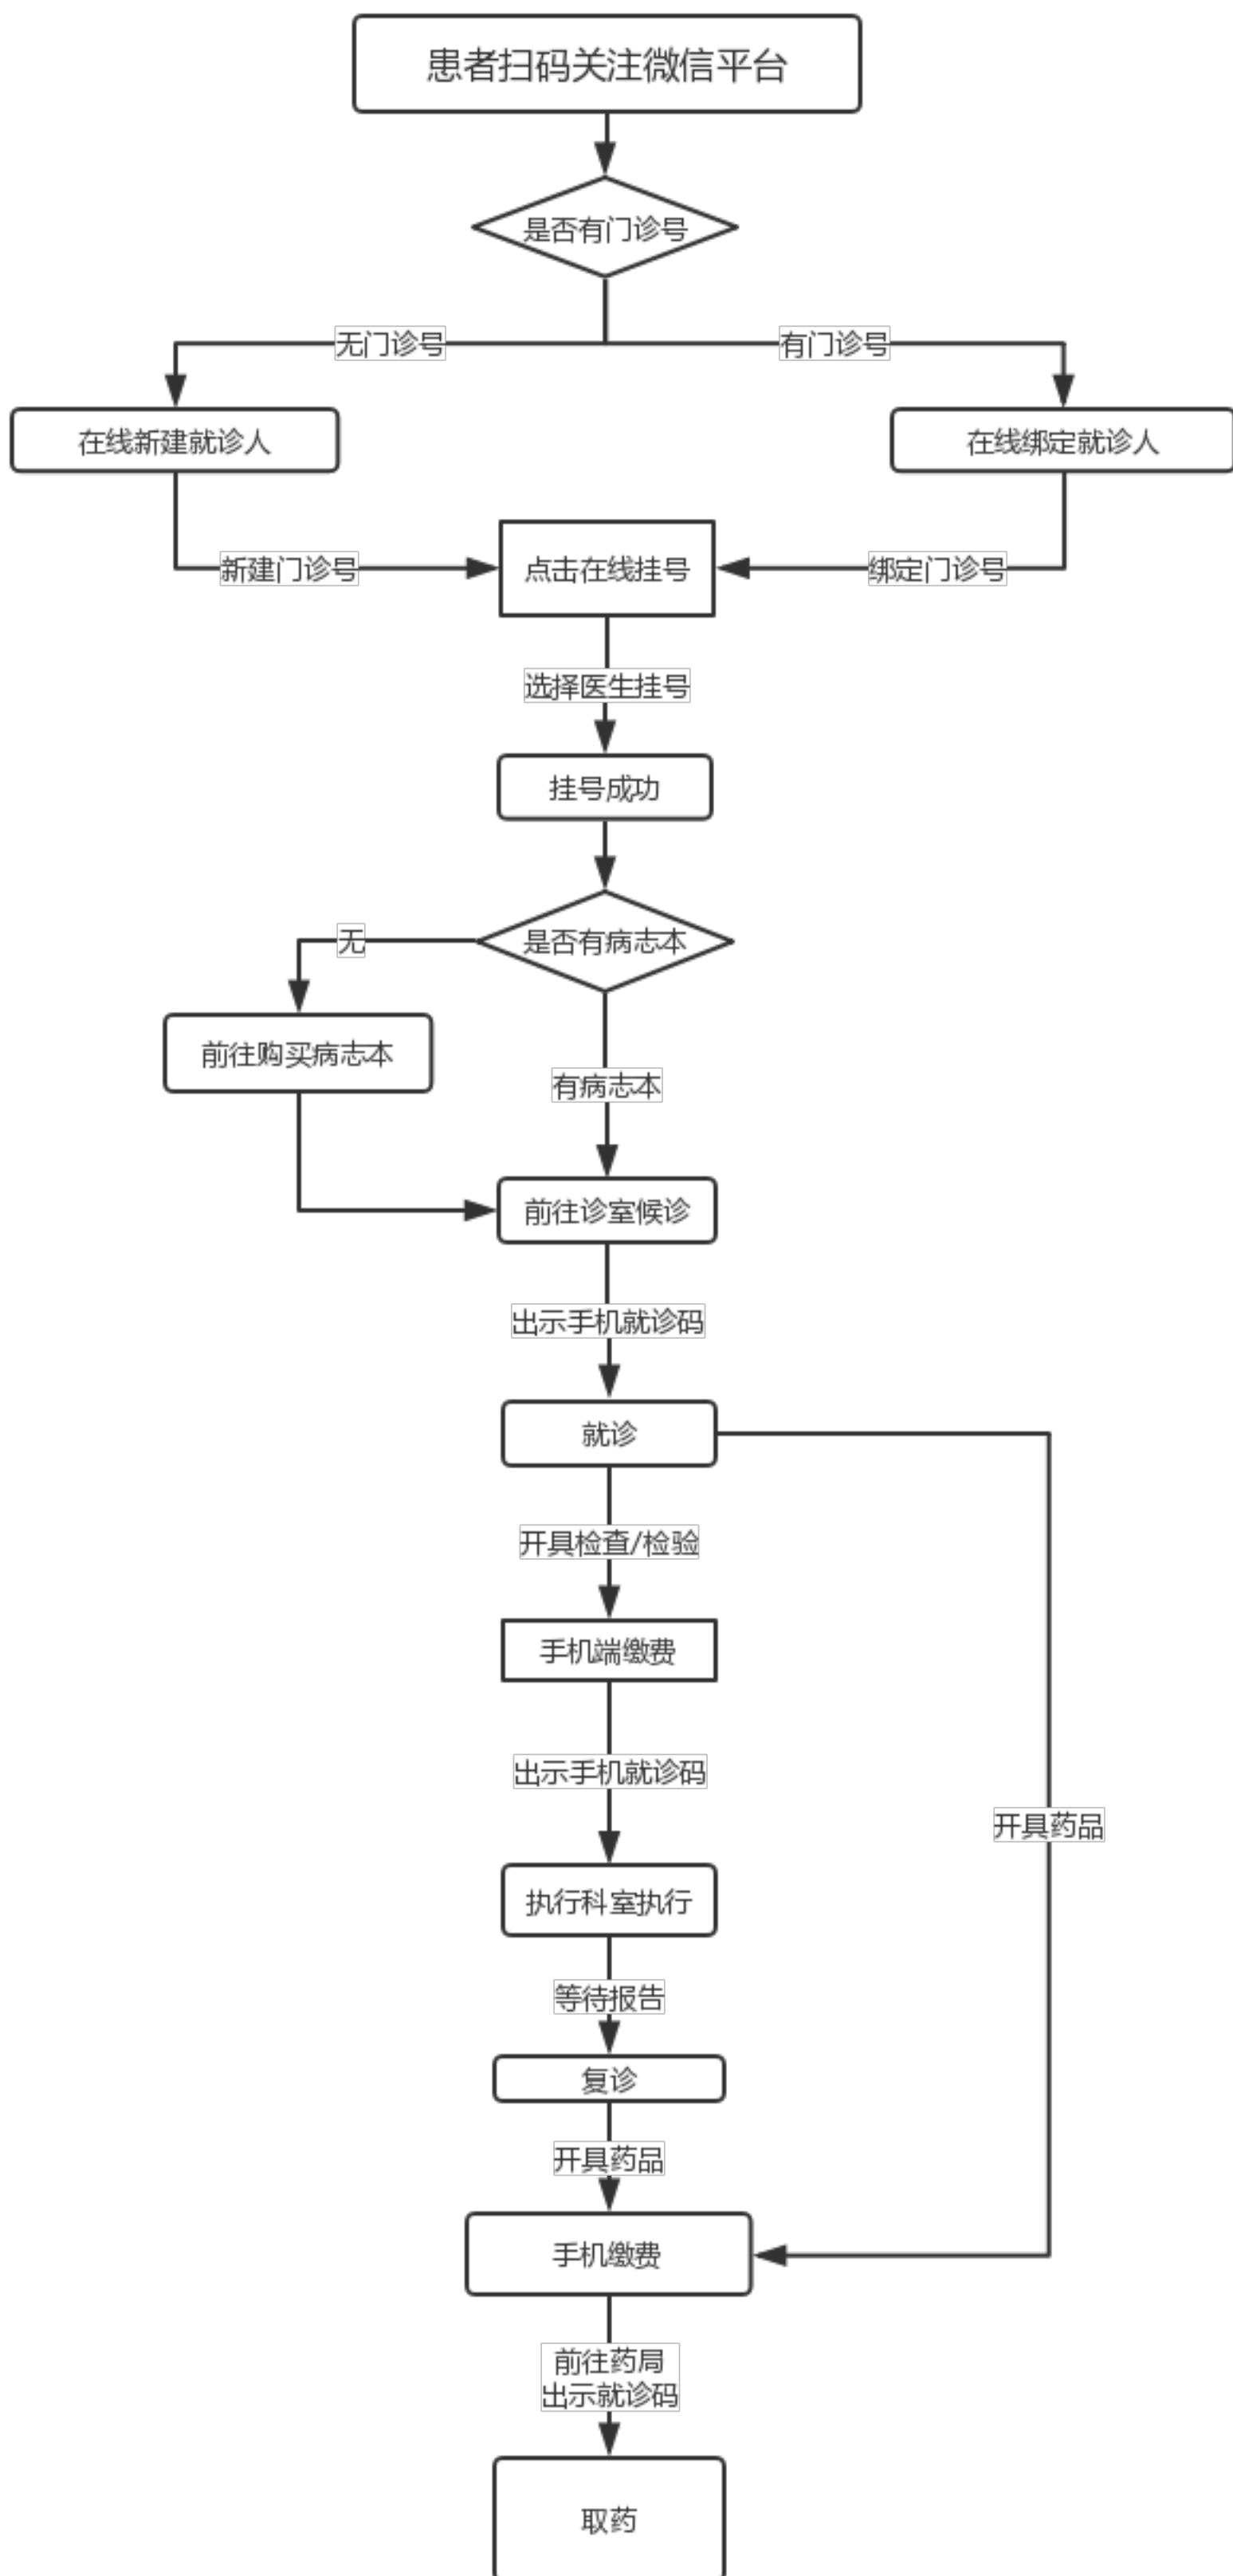 患者扫码关注微信平台
是否有门诊号
无门诊号
有门诊号
在线新建就诊人
在线绑定就诊人
新建门诊号
点击在线挂号
绑定门诊号
选择医生挂号
挂号成功
是否有病志本
无
前往购买病志本
有病志本
前往诊室候诊
出示手机就诊码
就诊
开具检查/检验
手机端缴费
出示手机就诊码
开具药品
执行科室执行
等待报告
复诊
开具药品
手机缴费
前往药局
出示就诊码
取药